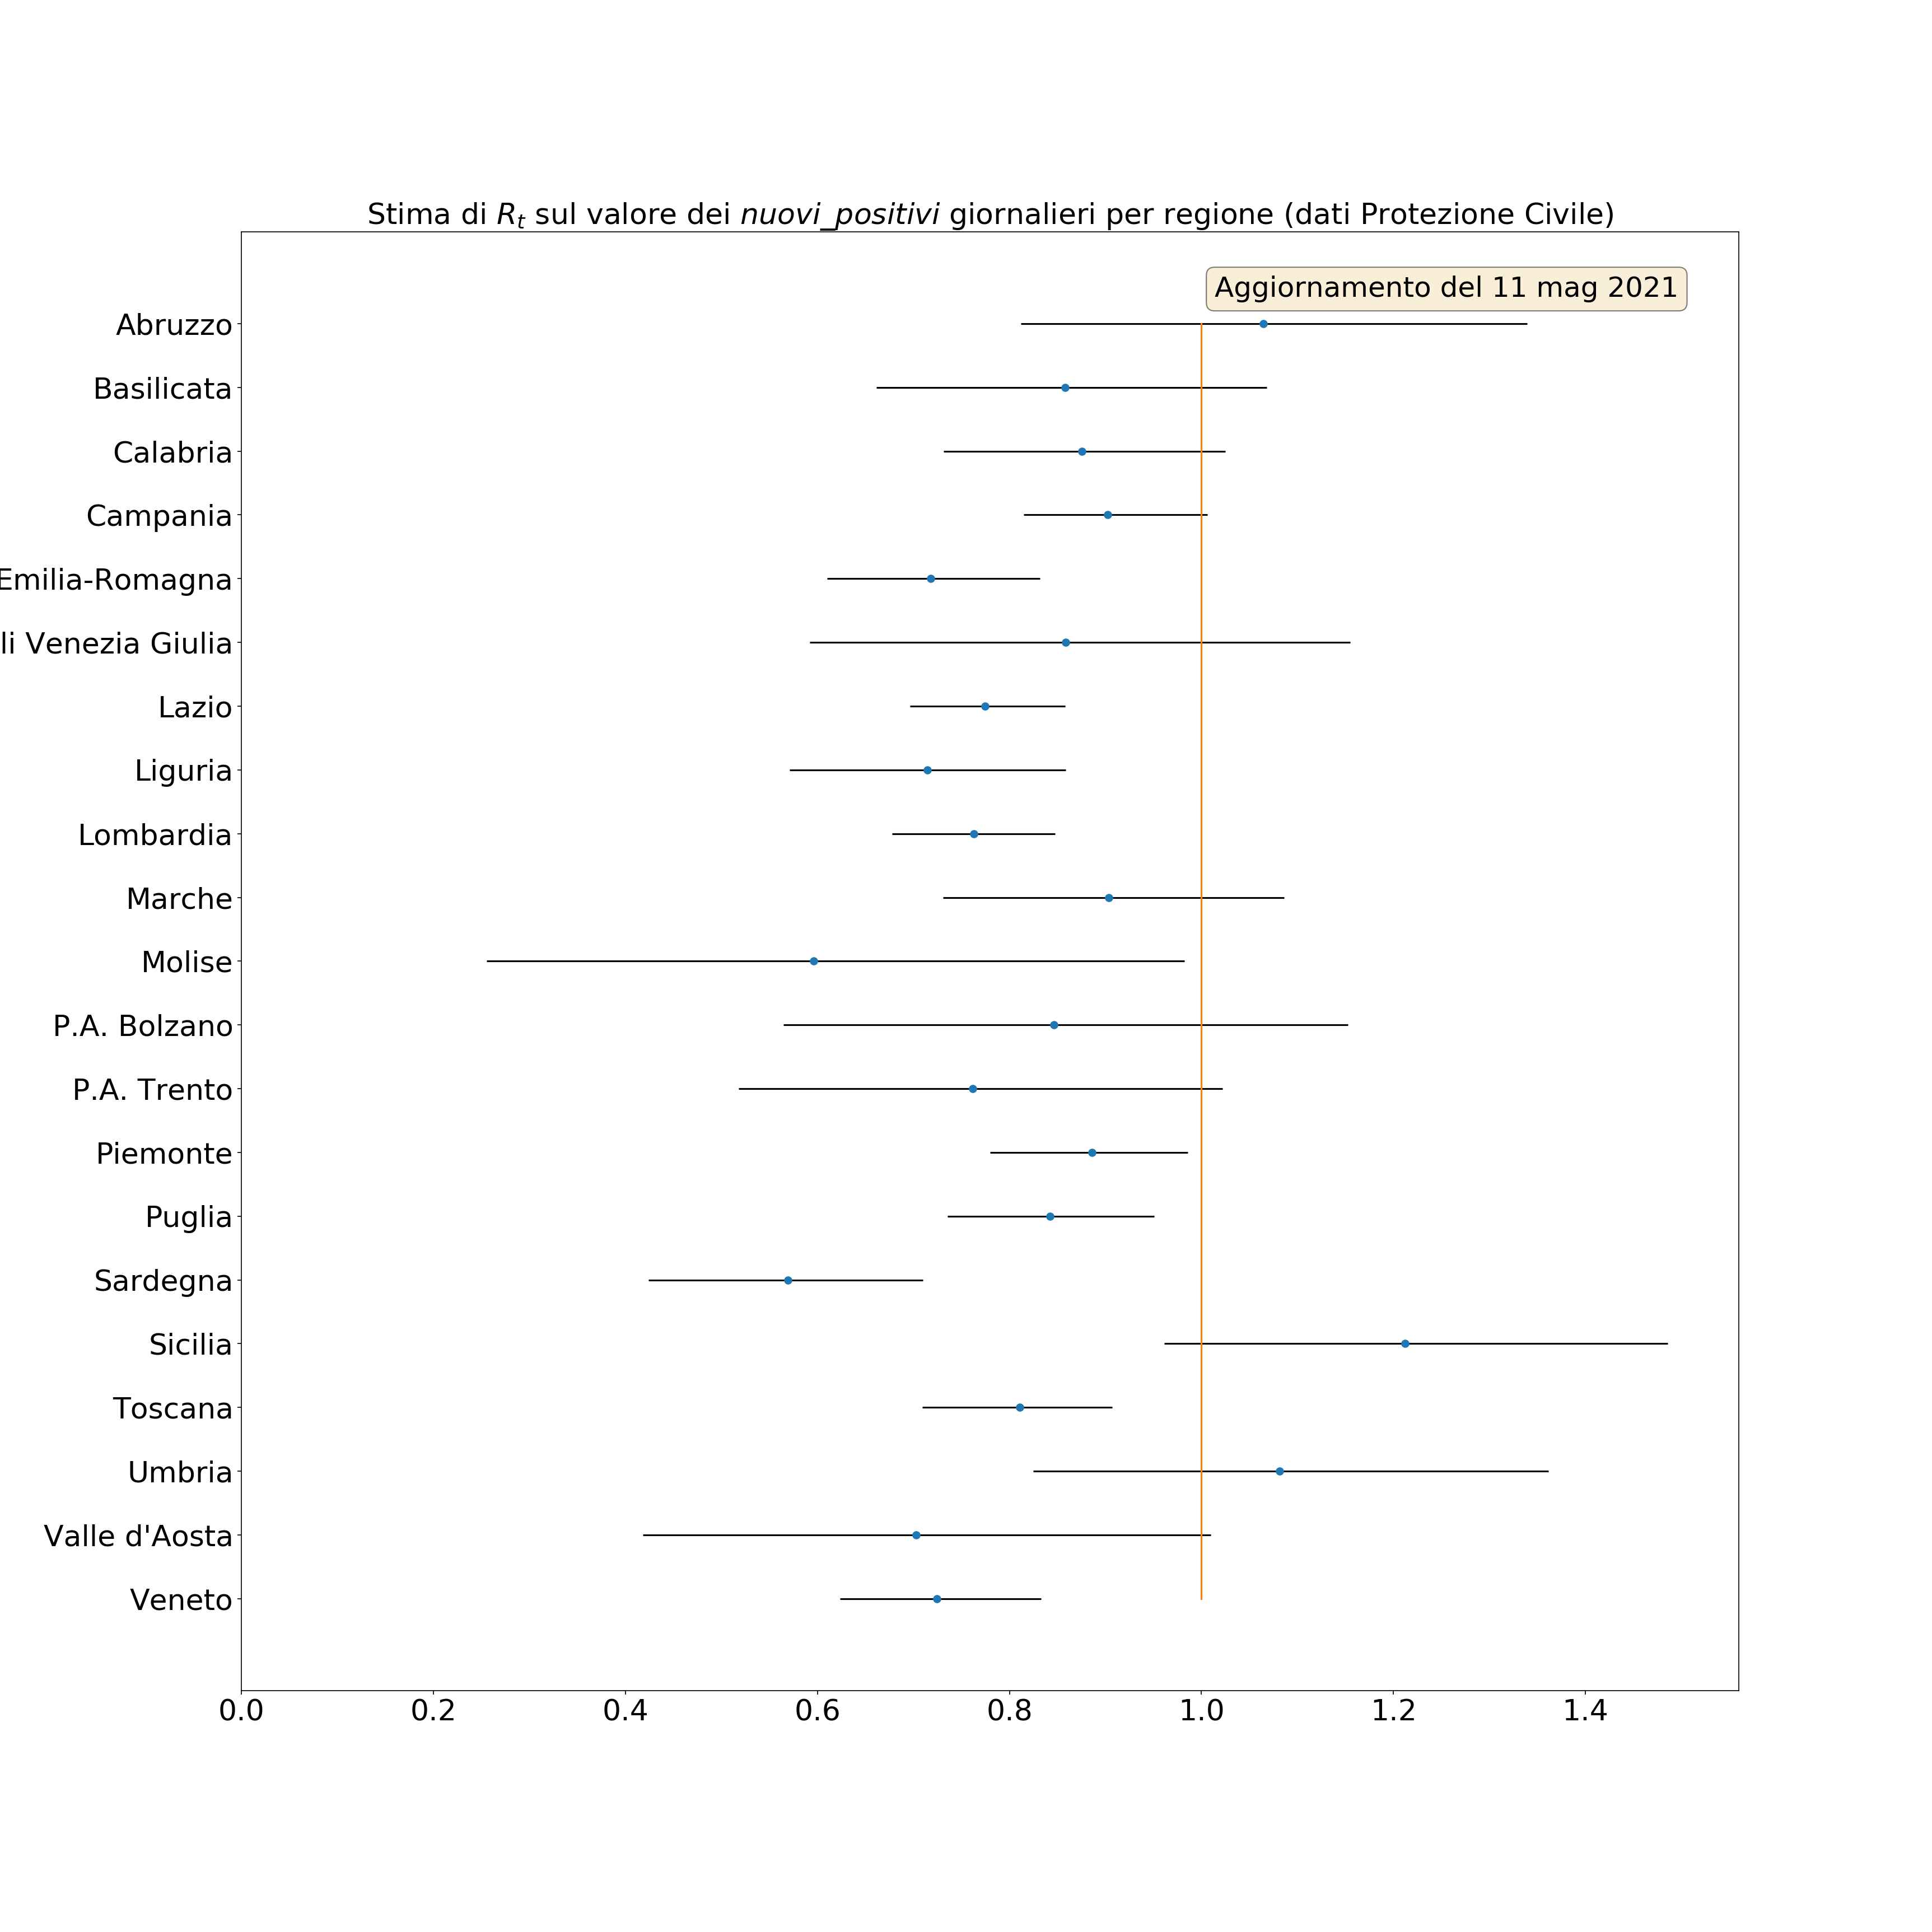 Stima di Rt sul valore dei nuovi_positivi giornalieri per regione (dati Protezione Civile)
Aggiornamento del 11 mag 2021
Abruzzo
Basilicata
Calabria
Campania
Emilia-Romagna
li Venezia Giulia
Lazio
Liguria
Lombardia
Marche
Molise
P.A. Bolzano
P.A. Trento
Piemonte
Puglia
Sardegna
Sicilia
Toscana
Umbria
Valle d'Aosta
Veneto
0.0 0.2 0.4 0.6 0.8 1.0 1.2 1.4